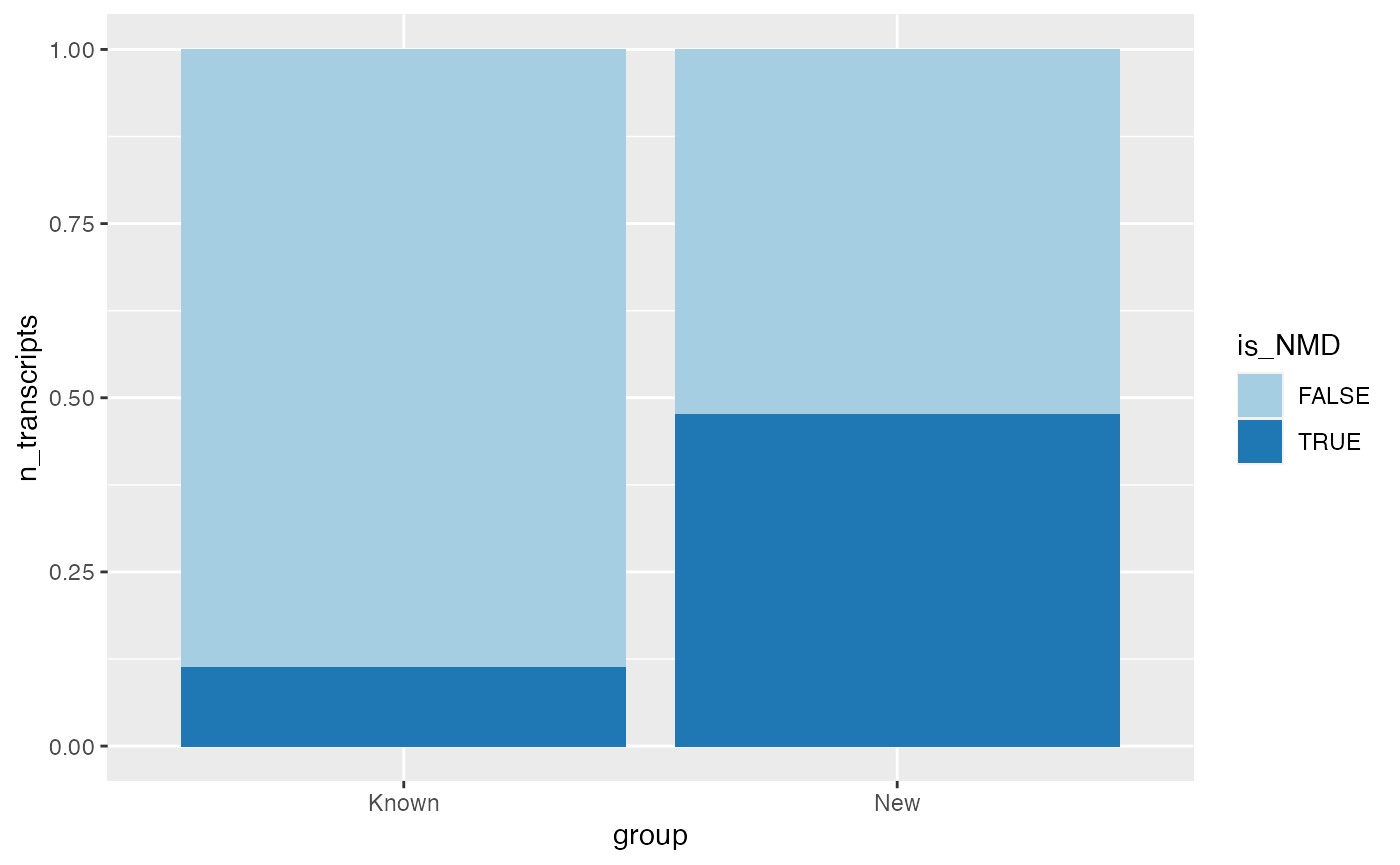 1.00
0.75
0.50
0.25
0.00
n_transcripts
Known
New
group
is_NMD
FALSE
TRUE